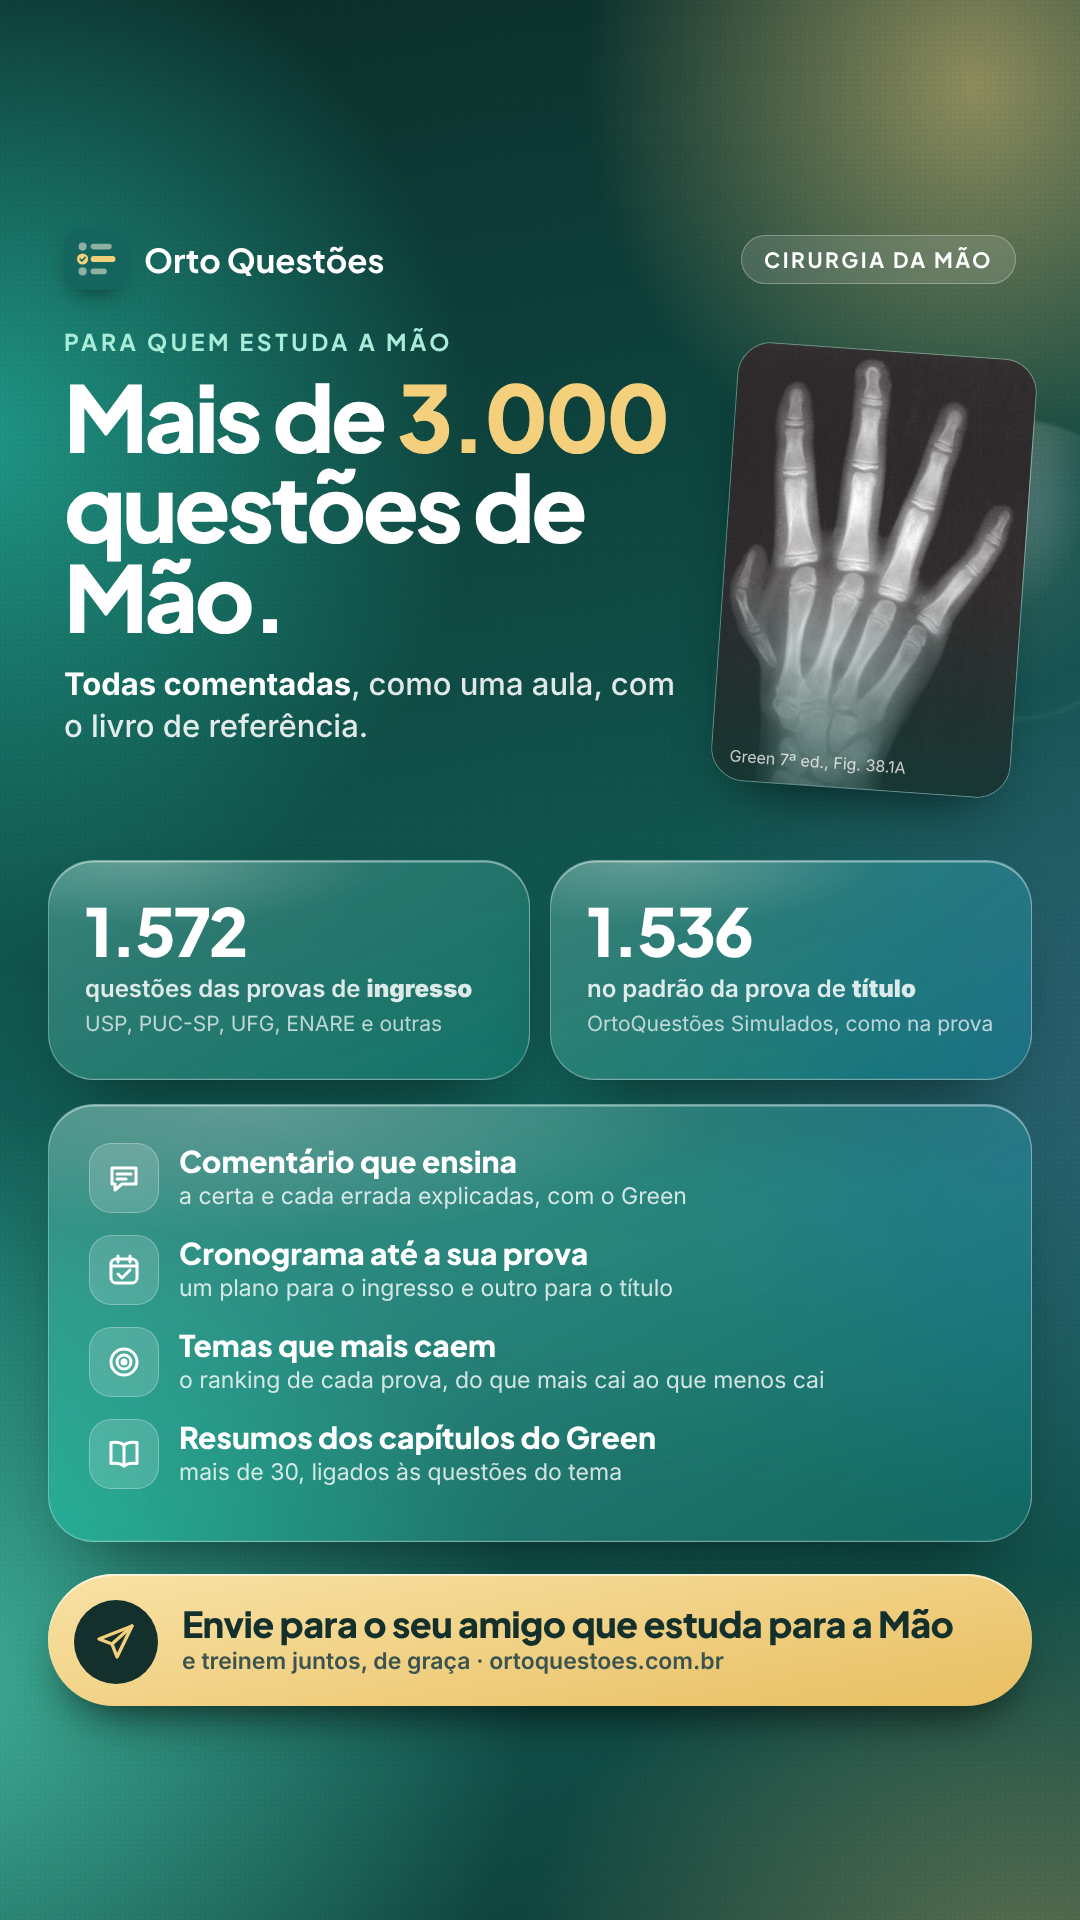 Orto Questões
CIRURGIA DA MÃO
PARA QUEM ESTUDA A MÃO
Mais de 3.000
questões de
Mão.
Todas comentadas, como uma aula, com
o livro de referência.
Green 7ª ed., Fig. 38.1A
1.572
questões das provas de ingresso
USP, PUC-SP, UFG, ENARE e outras
1.536
no padrão da prova de título
OrtoQuestões Simulados, como na prova
Comentário que ensina
a certa e cada errada explicadas, com o Green
Cronograma até a sua prova
um plano para o ingresso e outro para o título
Temas que mais caem
o ranking de cada prova, do que mais cai ao que menos cai
Resumos dos capítulos do Green
mais de 30, ligados às questões do tema
Envie para o seu amigo que estuda para a Mão
e treinem juntos, de graça · ortoquestoes.com.br